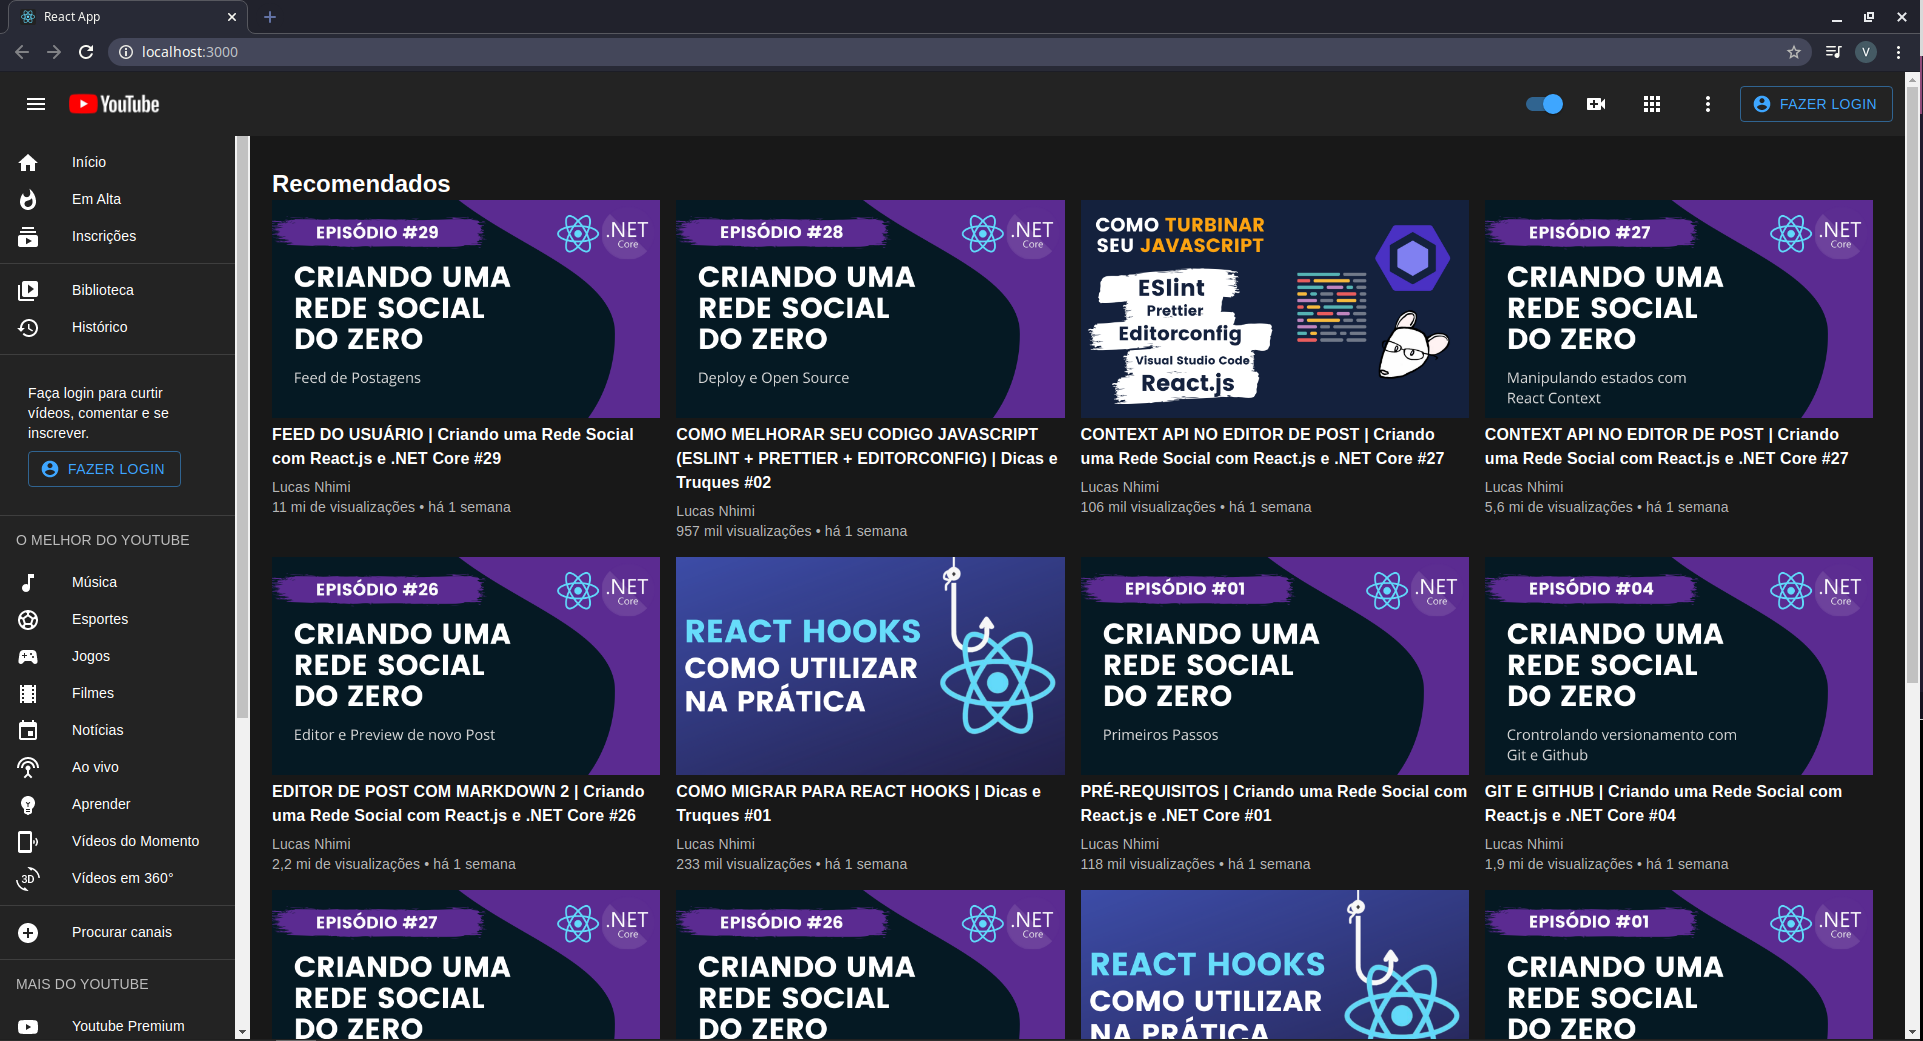 React App
localhost:3000
V
YouTube
FAZER LOGIN
Início
Em Alta
Inscrições
Biblioteca
Histórico
Faça login para curtir
vídeos, comentar e se
inscrever.
FAZER LOGIN
O MELHOR DO YOUTUBE
Música
Esportes
Jogos
Filmes
Notícias
Ao vivo
Aprender
Vídeos do Momento
3D
Vídeos em 360°
Procurar canais
MAIS DO YOUTUBE
Youtube Premium
Recomendados
EPISÓDIO #29
.NET
Core
CRIANDO UMA
REDE SOCIAL
DO ZERO
Feed de Postagens
FEED DO USUÁRIO | Criando uma Rede Social
com React.js e .NET Core #29
Lucas Nhimi
11 mi de visualizações • há 1 semana
EPISÓDIO #28
.NET
Core
CRIANDO UMA
REDE SOCIAL
DO ZERO
Deploy e Open Source
COMO MELHORAR SEU CODIGO JAVASCRIPT
(ESLINT + PRETTIER + EDITORCONFIG) | Dicas e
Truques #02
Lucas Nhimi
957 mil visualizações • há 1 semana
COMO TURBINAR
SEU JAVASCRIPT
ESlint
Prettier
Editorconfig
Visual Studio Code
React.js
CONTEXT API NO EDITOR DE POST | Criando
uma Rede Social com React.js e .NET Core #27
Lucas Nhimi
106 mil visualizações • há 1 semana
EPISÓDIO #27
.NET
Core
CRIANDO UMA
REDE SOCIAL
DO ZERO
Manipulando estados com
React Context
CONTEXT API NO EDITOR DE POST | Criando
uma Rede Social com React.js e .NET Core #27
Lucas Nhimi
5,6 mi de visualizações • há 1 semana
EPISÓDIO #26
.NET
Core
CRIANDO UMA
REDE SOCIAL
DO ZERO
Editor e Preview de novo Post
EDITOR DE POST COM MARKDOWN 2 | Criando
uma Rede Social com React.js e .NET Core #26
Lucas Nhimi
2,2 mi de visualizações • há 1 semana
REACT HOOKS
COMO UTILIZAR
NA PRÁTICA
COMO MIGRAR PARA REACT HOOKS | Dicas e
Truques #01
Lucas Nhimi
233 mil visualizações • há 1 semana
EPISÓDIO #01
.NET
Core
CRIANDO UMA
REDE SOCIAL
DO ZERO
Primeiros Passos
PRÉ-REQUISITOS | Criando uma Rede Social com
React.js e .NET Core #01
Lucas Nhimi
118 mil visualizações • há 1 semana
EPISÓDIO #04
.NET
Core
CRIANDO UMA
REDE SOCIAL
DO ZERO
Crontrolando versionamento com
Git e Github
GIT E GITHUB | Criando uma Rede Social com
React.js e .NET Core #04
Lucas Nhimi
1,9 mi de visualizações • há 1 semana
EPISÓDIO #27
.NET
Core
CRIANDO UMA
REDE SOCIAL
DO ZERO
EPISÓDIO #26
.NET
Core
CRIANDO UMA
REDE SOCIAL
DO ZERO
REACT HOOKS
COMO UTILIZAR
NA PRÁTICA
EPISÓDIO #01
.NET
Core
CRIANDO UMA
REDE SOCIAL
DO ZERO